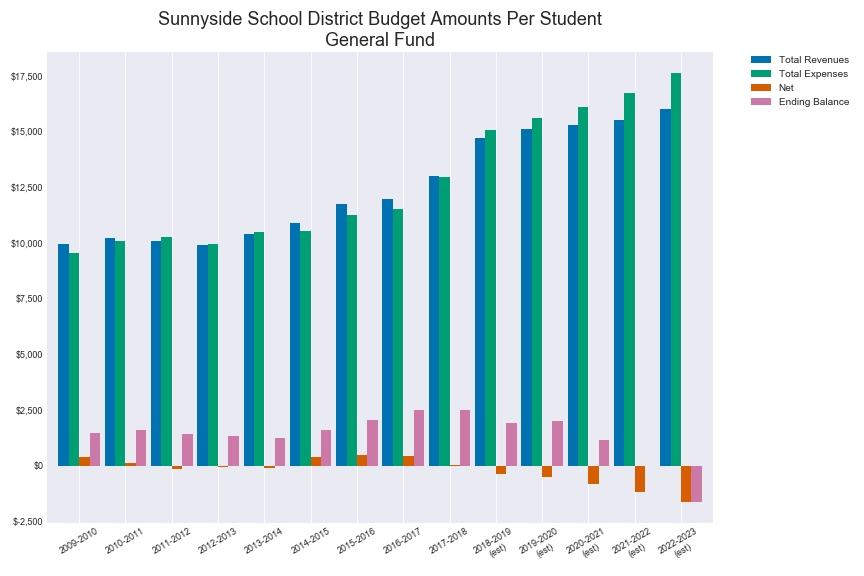 Sunnyside School District Budget Amounts Per Student
General Fund
Total Revenues
Total Expenses
Net
Ending Balance
$17,500
$15,000
$12,500
$10,000
$7,500
$5,000
$2,500
$0
$-2,500
2009-2010
2010-2011
2011-2012
2012-2013
2013-2014
2014-2015
2015-2016
2016-2017
2017-2018
2018-2019
(est)
2019-2020
(est)
2020-2021
(est)
2021-2022
(est)
2022-2023
(est)